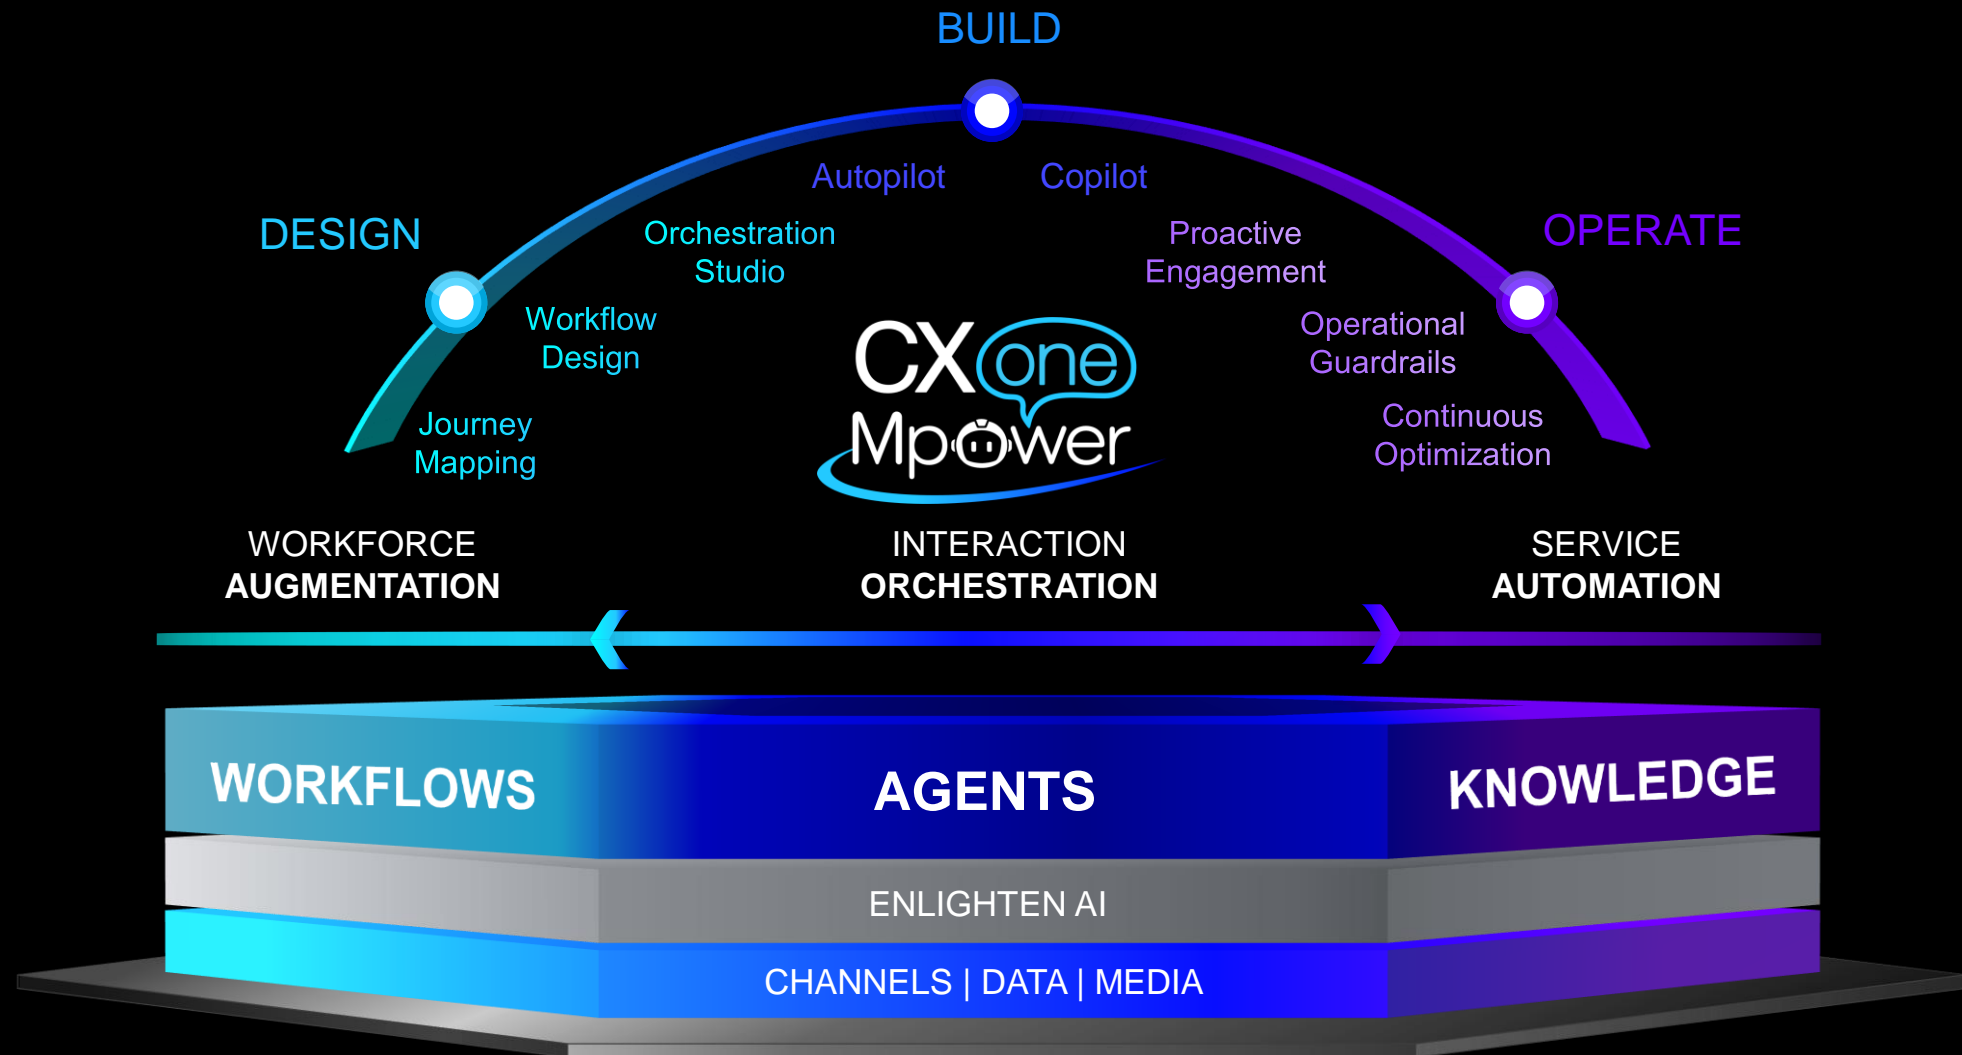 BUILD
DESIGN
OPERATE
Autopilot
Copilot
Orchestration
Studio
Proactive
Engagement
Workflow
Design
Operational
Guardrails
Journey
Mapping
Continuous
Optimization
CXone
Mpower
WORKFORCE
AUGMENTATION
INTERACTION
ORCHESTRATION
SERVICE
AUTOMATION
WORKFLOWS
AGENTS
KNOWLEDGE
ENLIGHTEN AI
CHANNELS | DATA | MEDIA